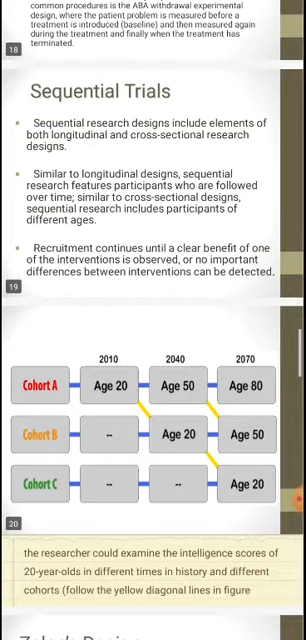 common procedures is the ABA withdrawal experimental
design, where the patient problem is measured before a
treatment is introduced (baseline) and then measured again
during the treatment and finally when the treatment has
terminated.
18
Sequential Trials
Sequential research designs include elements of
both longitudinal and cross-sectional research
designs.
Similar to longitudinal designs, sequential
research features participants who are followed
over time; similar to cross-sectional designs,
sequential research includes participants of
different ages.
Recruitment continues until a clear benefit of one
of the interventions is observed, or no important
differences between interventions can be detected.
19
2010 2040 2070
Cohort A Age 20 Age 50 Age 80
Cohort B -- Age 20 Age 50
Cohort C -- -- Age 20
20
the researcher could examine the intelligence scores of
20-year-olds in different times in history and different
cohorts (follow the yellow diagonal lines in figure